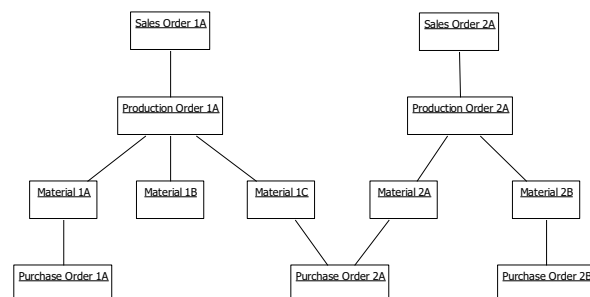 Sales Order 1A
Sales Order 2A
Production Order 1A
Production Order 2A
Material 1A
Material 1B
Material 1C
Material 2A
Material 2B
Purchase Order 1A
Purchase Order 2A
Purchase Order 2B